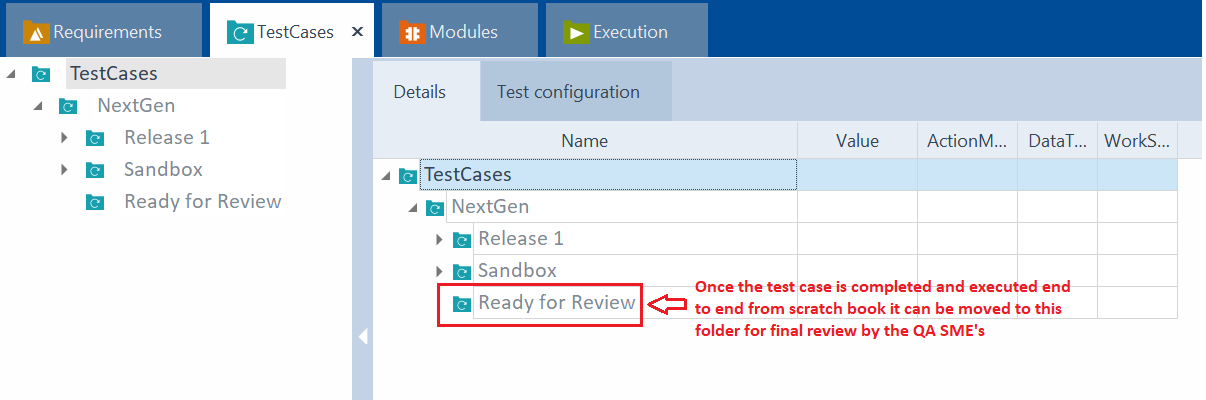 Requirements
TestCases
Modules
Execution
TestCases
NextGen
Release 1
Sandbox
Ready for Review
Details
Test configuration
Name
Value
ActionM...
DataT...
WorkS...
TestCases
NextGen
Release 1
Sandbox
Ready for Review
Once the test case is completed and executed end
to end from scratch book it can be moved to this
folder for final review by the QA SME's